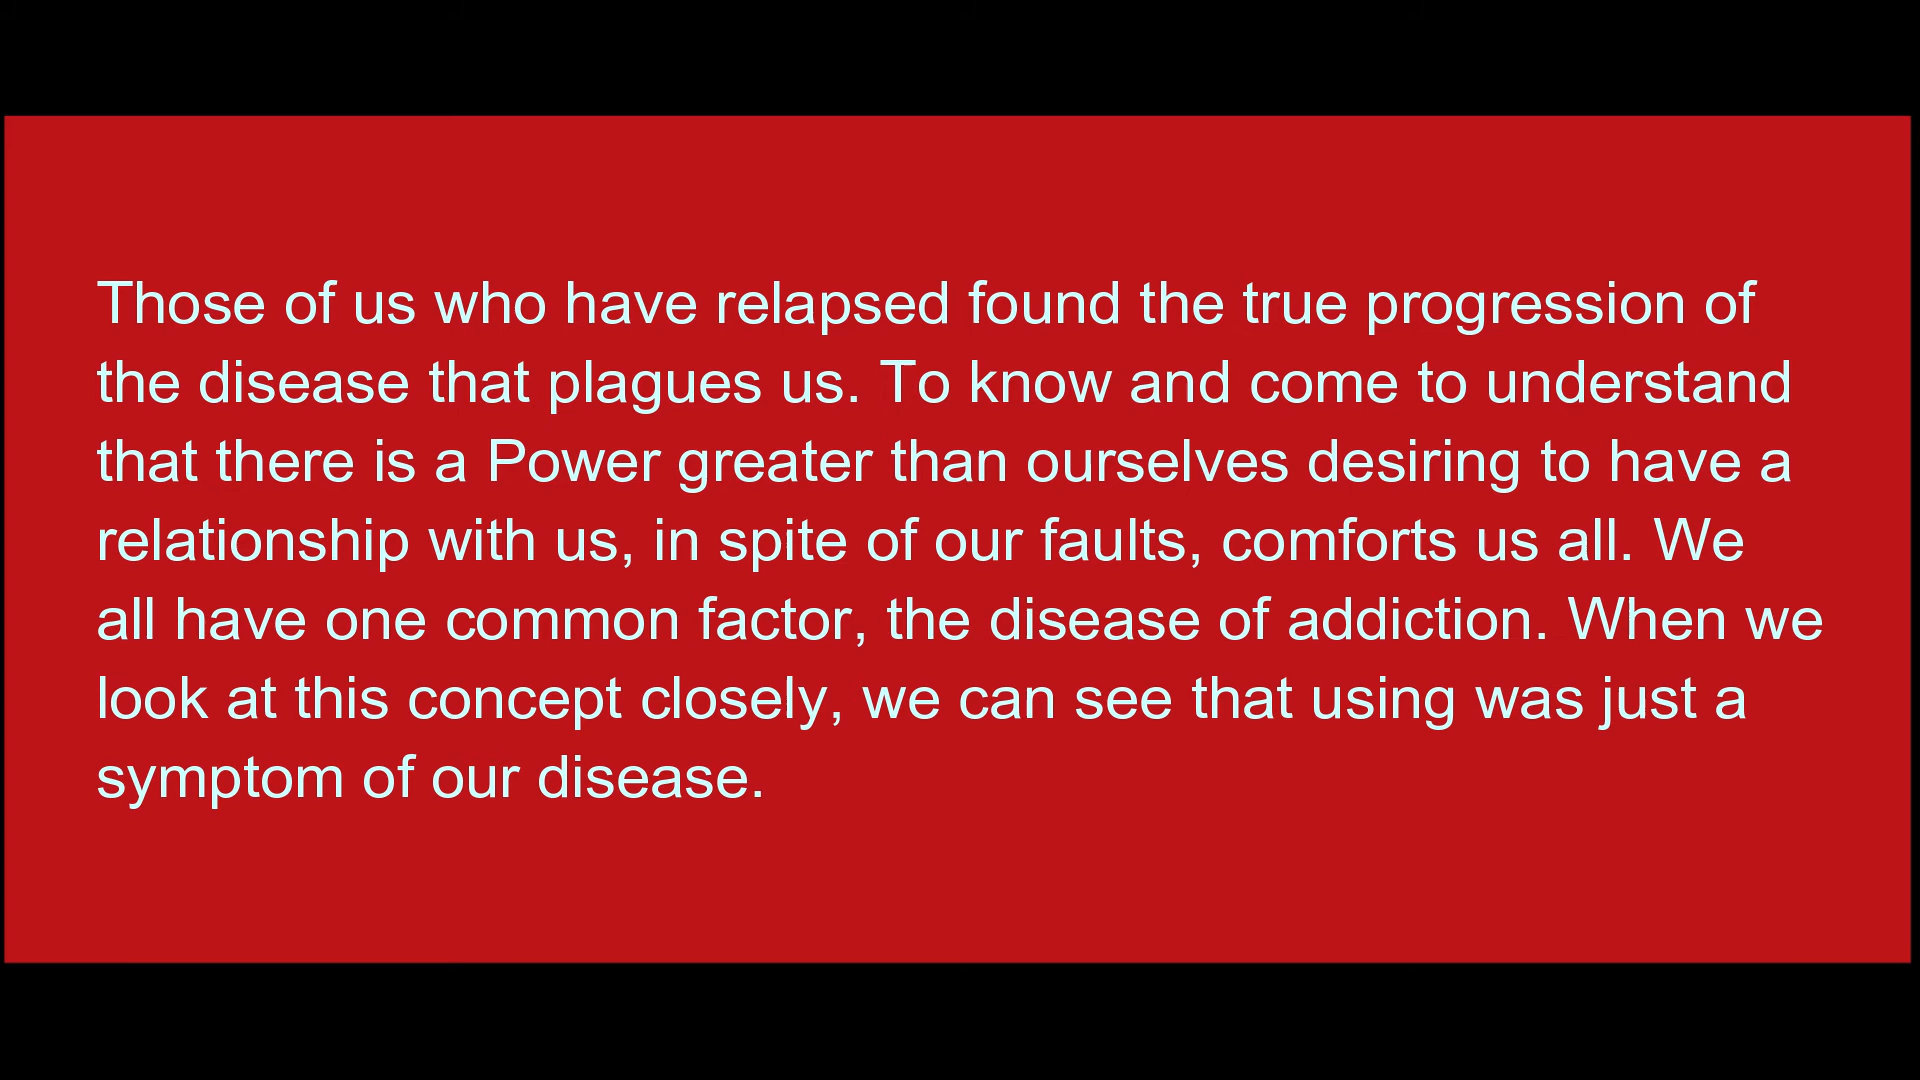 Those of us who have relapsed found the true progression of
the disease that plagues us. To know and come to understand
that there is a Power greater than ourselves desiring to have a
relationship with us, in spite of our faults, comforts us all. We
all have one common factor, the disease of addiction. When we
look at this concept closely, we can see that using was just a
symptom of our disease.